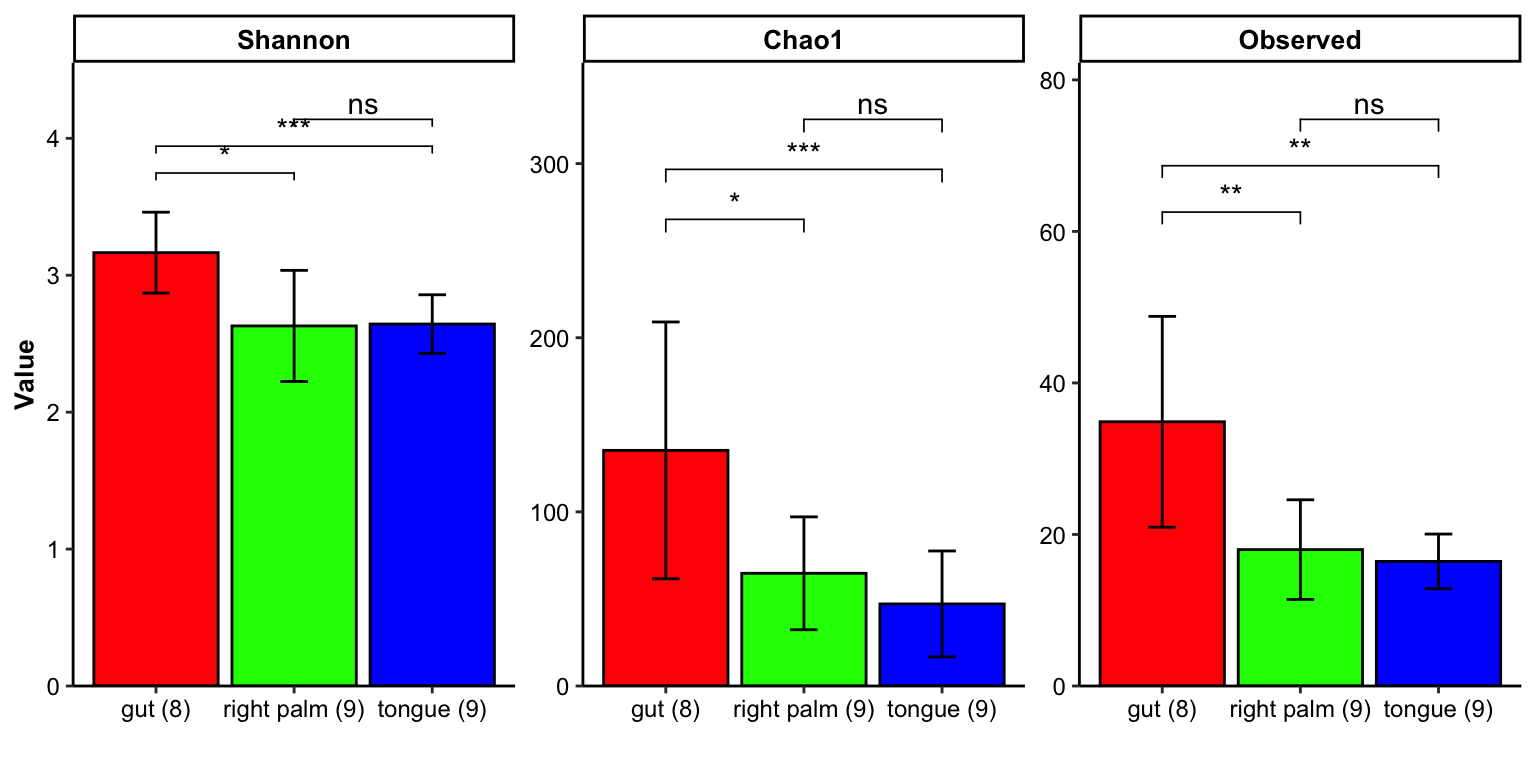 Shannon
Chao1
Observed
Value
4
3
2
1
0
ns
***
*
gut (8)
right palm (9)
tongue (9)
300
200
100
0
ns
***
*
gut (8)
right palm (9)
tongue (9)
80
60
40
20
0
ns
**
**
gut (8)
right palm (9)
tongue (9)